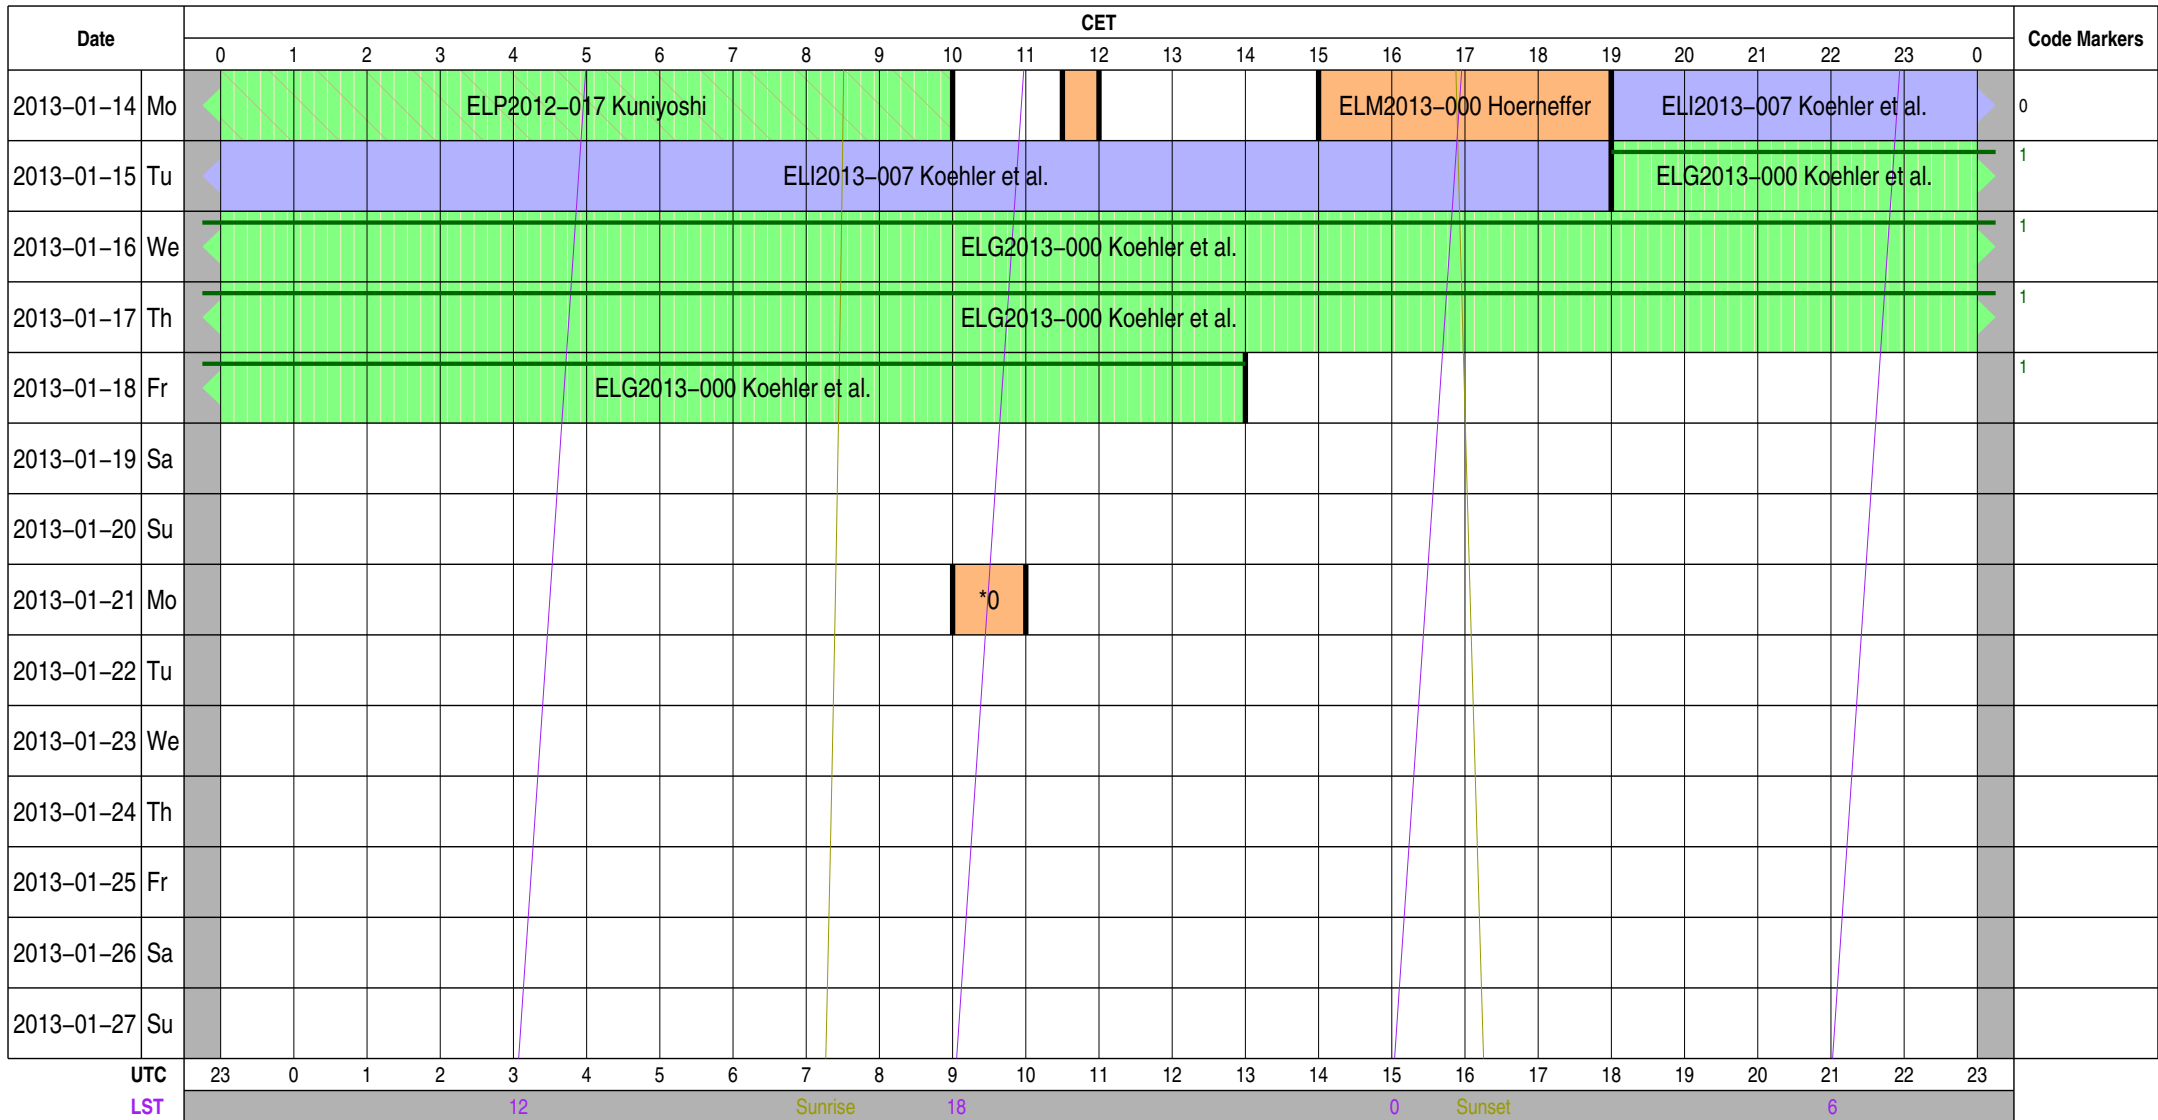 Date CET Code Markers
0 1 2 3 4 5 6 7 8 9 10 11 12 13 14 15 16 17 18 19 20 21 22 23 0
2013–01–14 Mo ELP2012–017 Kuniyoshi ELM2013–000 Hoerneffer ELI2013–007 Koehler et al. 0
2013–01–15 Tu ELI2013–007 Koehler et al. ELG2013–000 Koehler et al. 1
2013–01–16 We ELG2013–000 Koehler et al. 1
2013–01–17 Th ELG2013–000 Koehler et al. 1
2013–01–18 Fr ELG2013–000 Koehler et al. 1
2013–01–19 Sa
2013–01–20 Su
2013–01–21 Mo *0
2013–01–22 Tu
2013–01–23 We
2013–01–24 Th
2013–01–25 Fr
2013–01–26 Sa
2013–01–27 Su
UTC 23 0 1 2 3 4 5 6 7 8 9 10 11 12 13 14 15 16 17 18 19 20 21 22 23
LST 12 Sunrise 18 0 Sunset 6